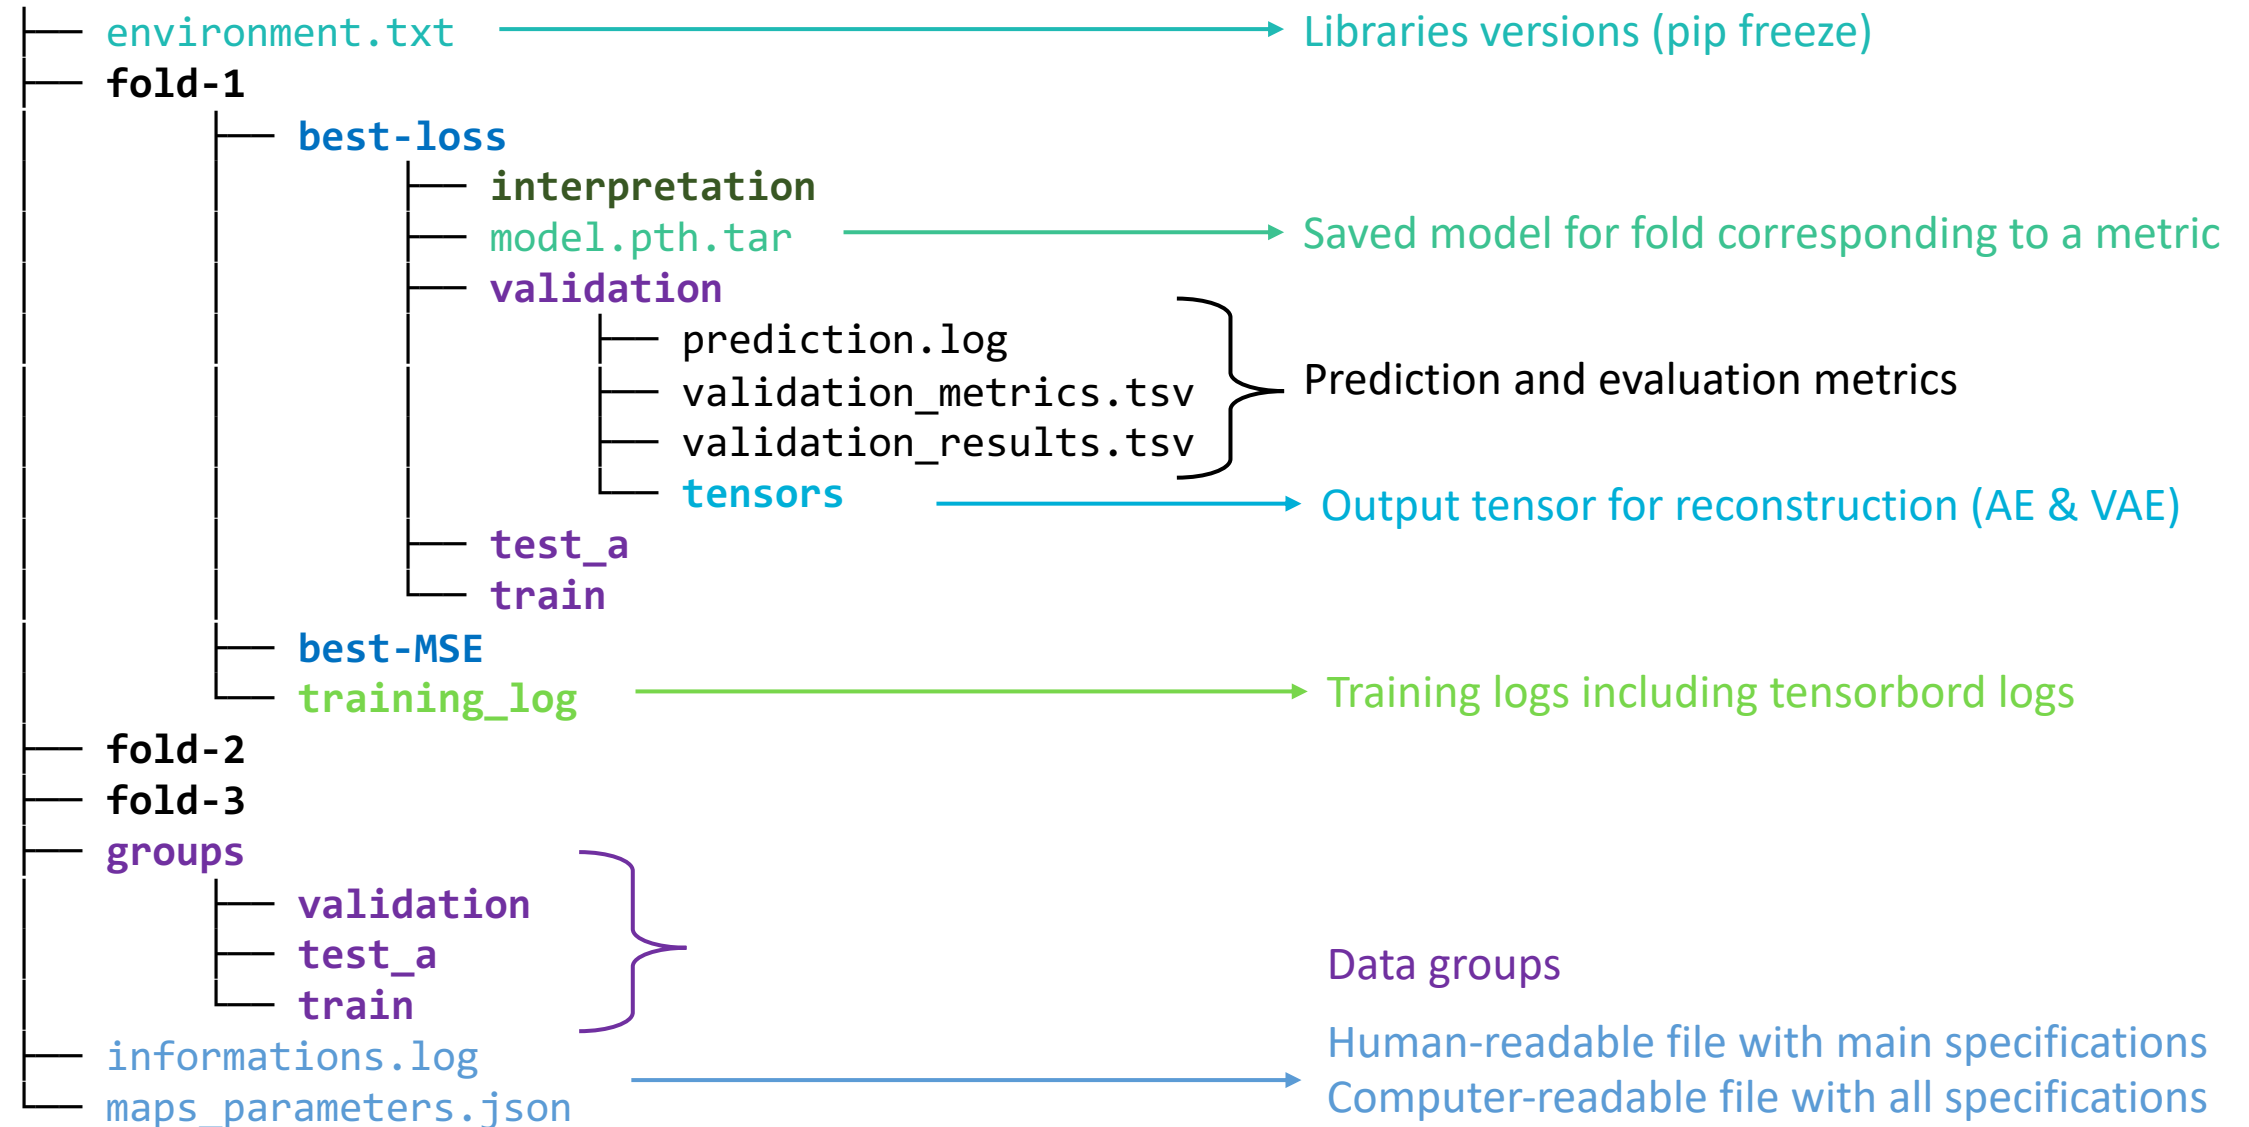 environment.txt Libraries versions (pip freeze)
fold-1
best-loss
interpretation
model.pth.tar Saved model for fold corresponding to a metric
validation
prediction.log
Prediction and evaluation metrics
validation_metrics.tsv
validation_results.tsv
tensors Output tensor for reconstruction (AE & VAE)
test_a
train
best-MSE
training_log Training logs including tensorbord logs
fold-2
fold-3
groups
validation
test_a
Data groups
train
informations.log Human-readable file with main specifications
maps_parameters.json Computer-readable file with all specifications